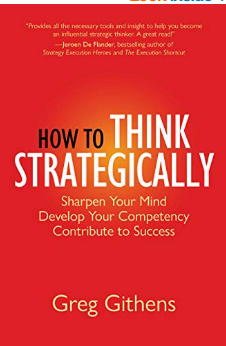 "Provides all the necessary tools and insight to help you become
an influential strategic thinker. A great read!"
—Jeroen De Flander, bestselling author of
Strategy Execution Heroes and The Execution Shortcut
HOW TO THINK
STRATEGICALLY
Sharpen Your Mind
Develop Your Competency
Contribute to Success
Greg Githens